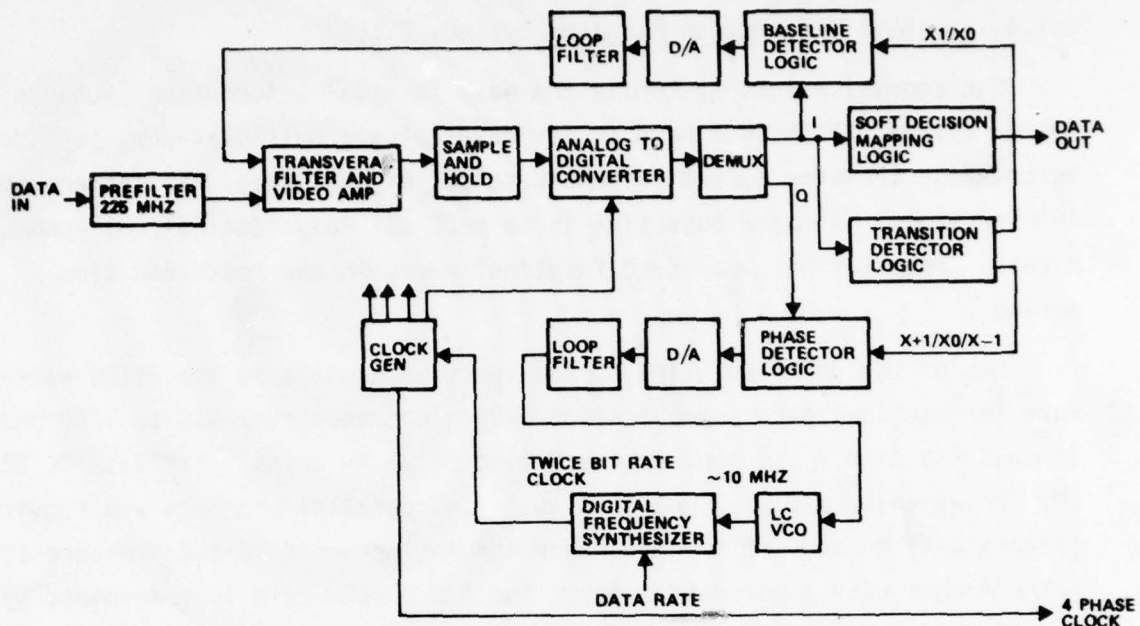 LOOP
FILTER
D/A
BASELINE
DETECTOR
LOGIC
X1/X0
DATA
IN
PREFILTER
225 MHZ
TRANSVERA
FILTER AND
VIDEO AMP
SAMPLE
AND
HOLD
ANALOG TO
DIGITAL
CONVERTER
DEMUX
I
Q
SOFT DECISION
MAPPING
LOGIC
DATA
OUT
TRANSITION
DETECTOR
LOGIC
CLOCK
GEN
LOOP
FILTER
D/A
PHASE
DETECTOR
LOGIC
X+1/X0/X−1
TWICE BIT RATE
CLOCK
~10 MHZ
DIGITAL
FREQUENCY
SYNTHESIZER
LC
VCO
DATA RATE
4 PHASE
CLOCK